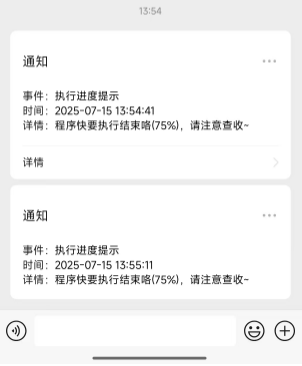 13:54
通知
事件：执行进度提示
时间：2025-07-15 13:54:41
详情：程序快要执行结束咯(75%)，请注意查收~
详情
通知
事件：执行进度提示
时间：2025-07-15 13:55:11
详情：程序快要执行结束咯(75%)，请注意查收~